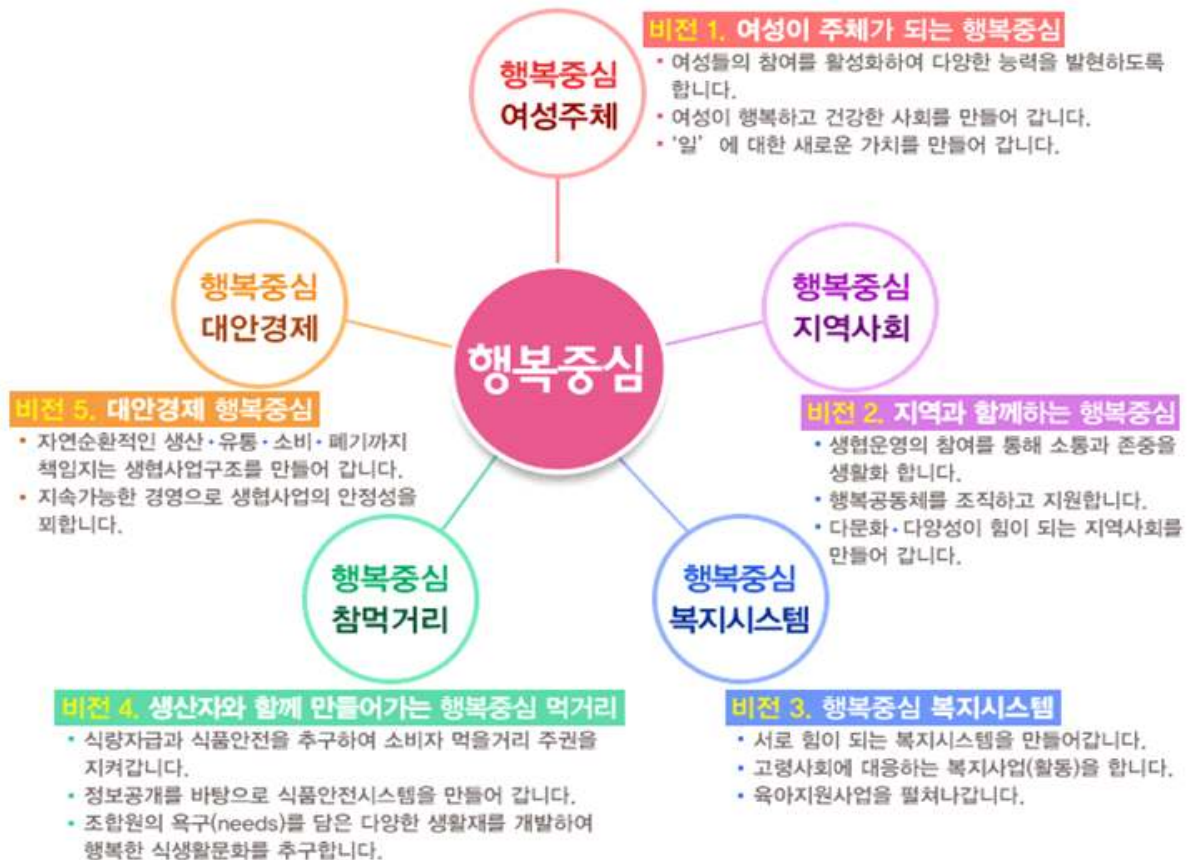 비전 1. 여성이 주체가 되는 행복중심
• 여성들의 참여를 활성화하여 다양한 능력을 발현하도록
합니다.
• 여성이 행복하고 건강한 사회를 만들어 갑니다.
• '일' 에 대한 새로운 가치를 만들어 갑니다.
행복중심
여성주체
행복중심
대안경제
행복중심
지역사회
행복중심
비전 5. 대안경제 행복중심
• 자연순환적인 생산·유통·소비·폐기까지
책임지는 생협사업구조를 만들어 갑니다.
• 지속가능한 경영으로 생협사업의 안정성을
꾀합니다.
비전 2. 지역과 함께하는 행복중심
• 생협운영의 참여를 통해 소통과 존중을
생활화 합니다.
• 행복공동체를 조직하고 지원합니다.
• 다문화·다양성이 힘이 되는 지역사회를
만들어 갑니다.
행복중심
참먹거리
행복중심
복지시스템
비전 4. 생산자와 함께 만들어가는 행복중심 먹거리
• 식량자급과 식품안전을 추구하여 소비자 먹을거리 주권을
지켜갑니다.
• 정보공개를 바탕으로 식품안전시스템을 만들어 갑니다.
• 조합원의 욕구(needs)를 담은 다양한 생활재를 개발하여
행복한 식생활문화를 추구합니다.
비전 3. 행복중심 복지시스템
• 서로 힘이 되는 복지시스템을 만들어갑니다.
• 고령사회에 대응하는 복지사업(활동)을 합니다.
• 육아지원사업을 펼쳐나갑니다.